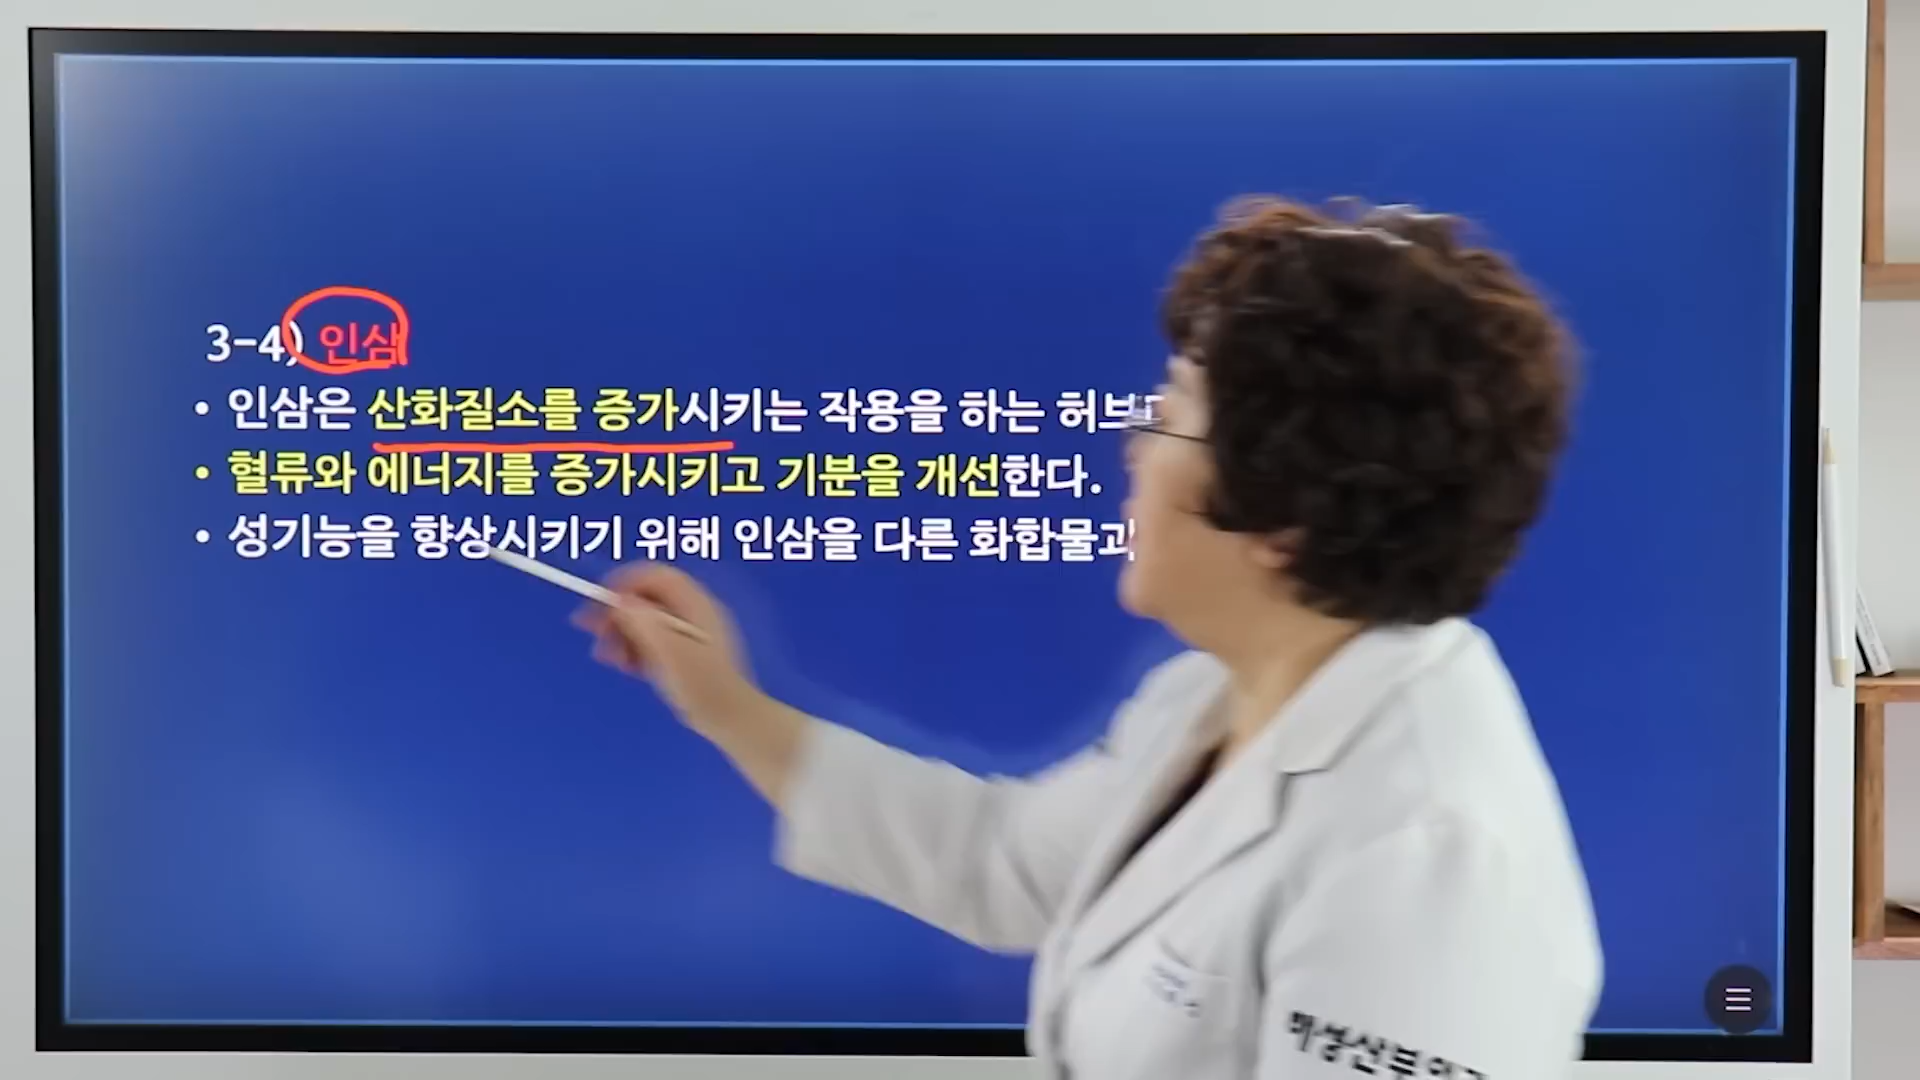 3-4) 인삼
• 인삼은 산화질소를 증가시키는 작용을 하는
• 혈류와 에너지를 증가시키고 기분을 개선한다.
• 성기능을 향상시키기 위해 인삼을 다른 화합물과